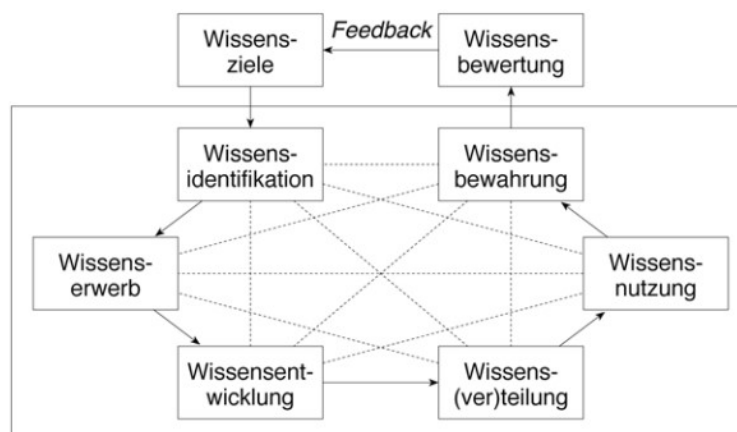 Wissens-
ziele
Feedback
Wissens-
bewertung
Wissens-
identifikation
Wissens-
bewahrung
Wissens-
erwerb
Wissens-
nutzung
Wissensent-
wicklung
Wissens-
(ver)teilung